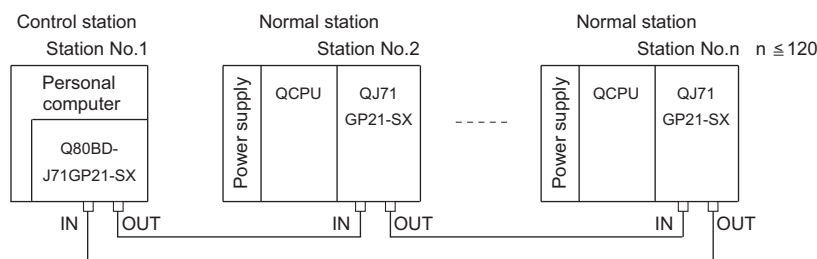 Control station
Station No.1
Normal station
Station No.2
Normal station
Station No.n n ≦120
Personal
computer
Q80BD-
J71GP21-SX
Power supply
QCPU
QJ71
GP21-SX
Power supply
QCPU
QJ71
GP21-SX
IN
OUT
IN
OUT
IN
OUT